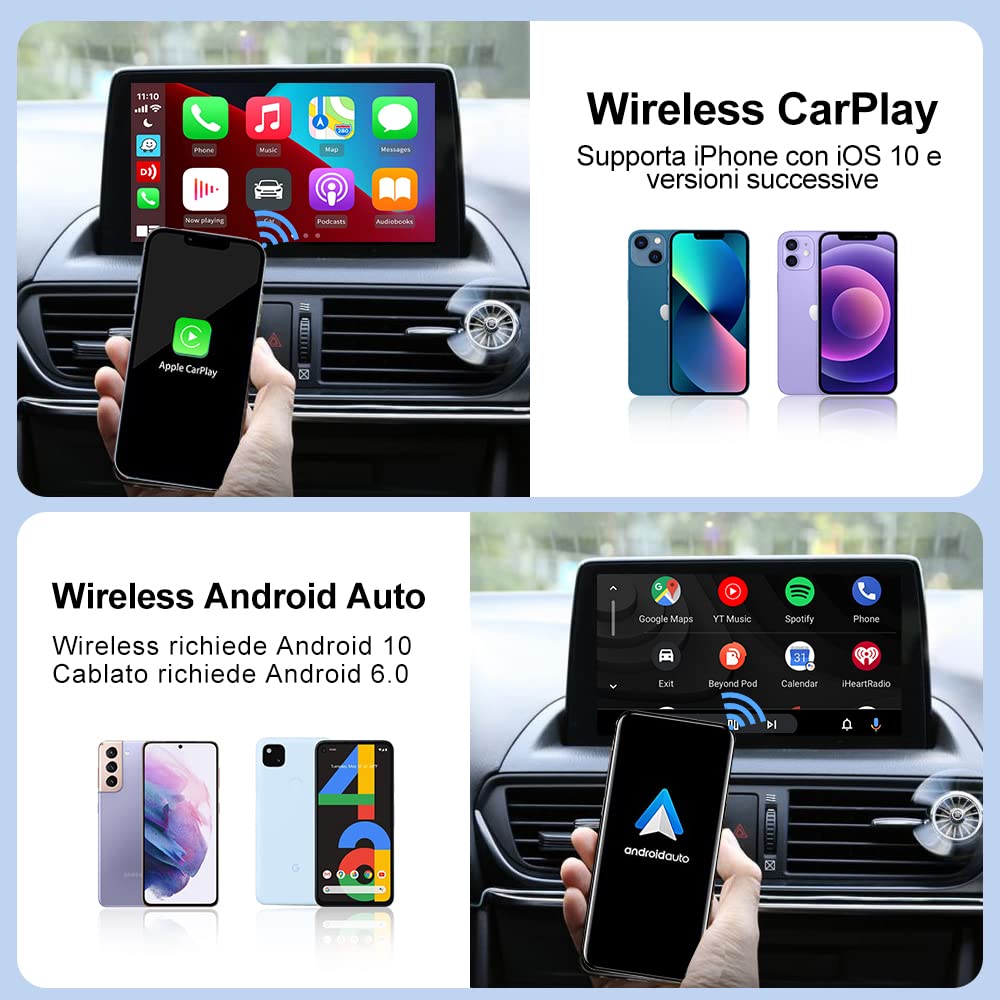 11:10
Phone
Music
Map
Messages
280
Now playing
Car
Podcasts
Audiobooks
Apple CarPlay
Wireless CarPlay
Supporta iPhone con iOS 10 e
versioni successive
Wireless Android Auto
Wireless richiede Android 10
Cablato richiede Android 6.0
Google Maps
YT Music
Spotify
Phone
Exit
Beyond Pod
31
Calendar
iHeartRadio
androidauto